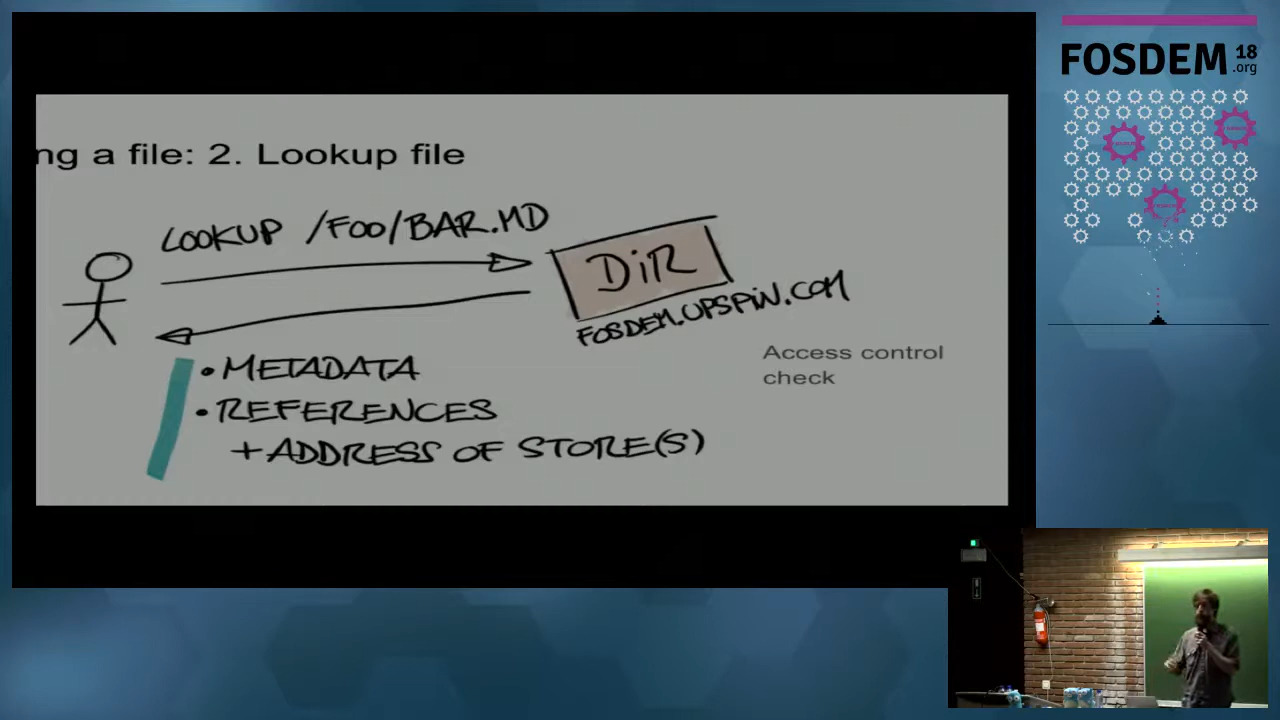 FOSDEM 18
.org
ng a file: 2. Lookup file
LOOKUP /FOO/BAR.MD
DiR
FOSDEM.UPSPiN.COM
Access control
check
• METADATA
• REFERENCES
+ ADDRESS OF STORE(S)